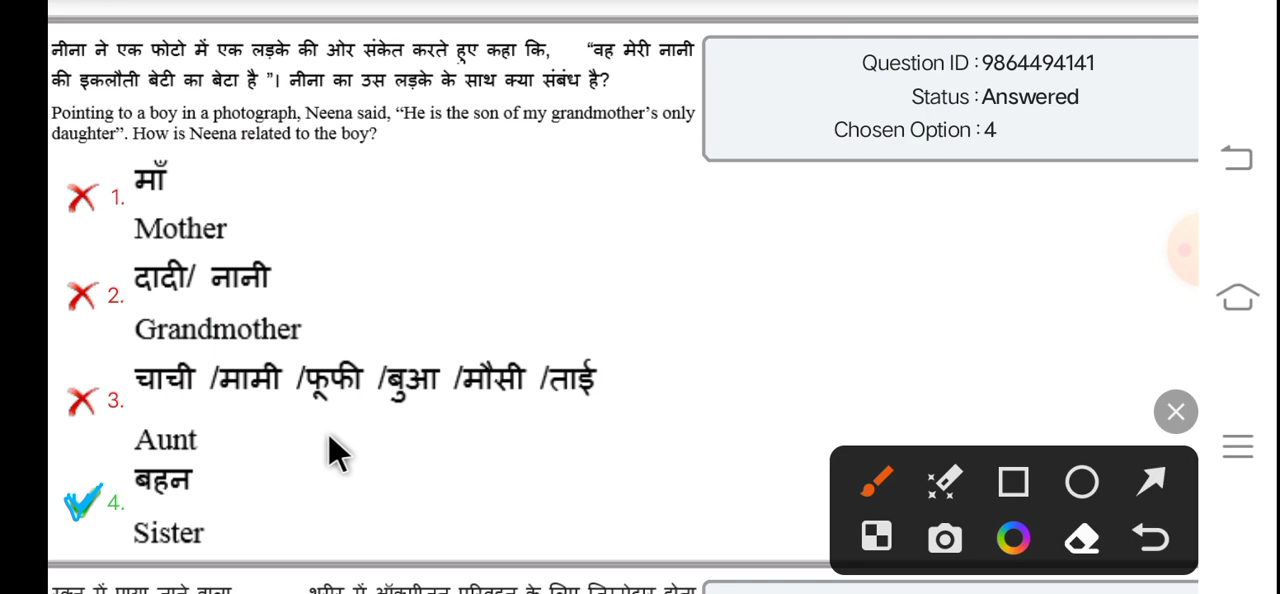 नीना ने एक फोटो में एक लड़के की ओर संकेत करते हुए कहा कि, “वह मेरी नानी
की इकलौती बेटी का बेटा है ”। नीना का उस लड़के के साथ क्या संबंध है?
Pointing to a boy in a photograph, Neena said, “He is the son of my grandmother’s only
daughter”. How is Neena related to the boy?
Question ID : 9864494141
Status : Answered
Chosen Option : 4
1. माँ
Mother
2. दादी/ नानी
Grandmother
3. चाची /मामी /फूफी /बुआ /मौसी /ताई
Aunt
4. बहन
Sister